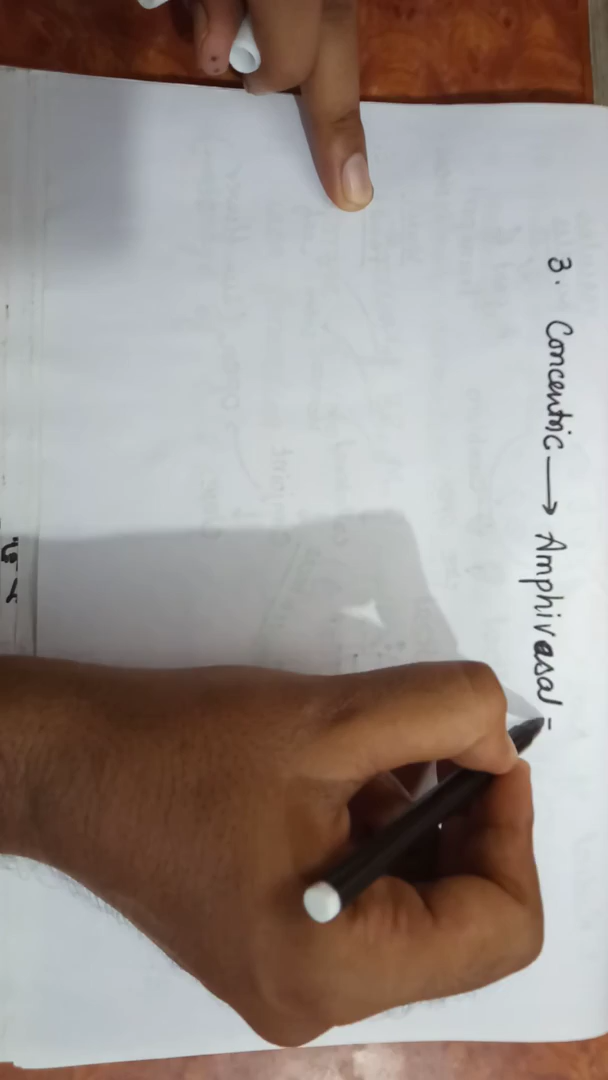 3. Concentric → Amphivasal =